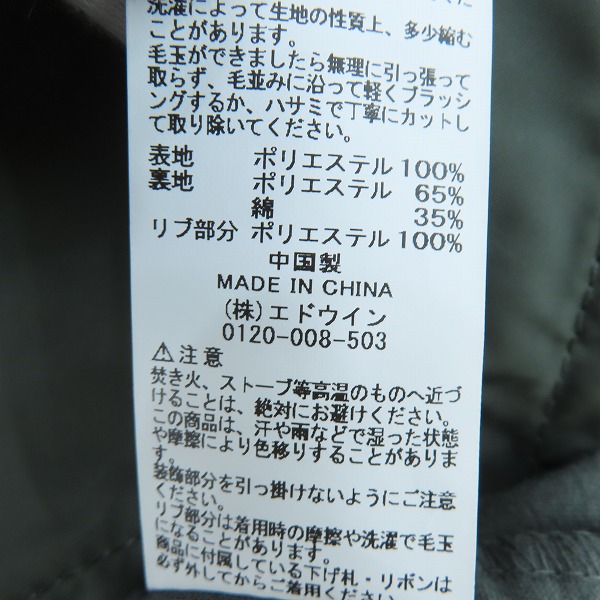 洗濯によって生地の性質上、多少縮む
ことがあります。
毛玉ができましたら無理に引っ張って
取らず、毛並みに沿って軽くブラッシ
ングするか、ハサミで丁寧にカットし
て取り除いてください。
表地 ポリエステル 100%
裏地 ポリエステル 65%
綿 35%
リブ部分 ポリエステル 100%
中国製
MADE IN CHINA
(株)エドウイン
0120-008-503
⚠注意
焚き火、ストーブ等高温のものへ近づ
けることは、絶対にお避けください。
この商品は、汗や雨などで湿った状態
や摩擦により色移りすることがありま
す。
装飾部分を引っ掛けないようにご注意
ください。
リブ部分は着用時の摩擦や洗濯で毛玉
になることがあります。
商品に付属している下げ札・リボンは
必ず外してからご着用ください。